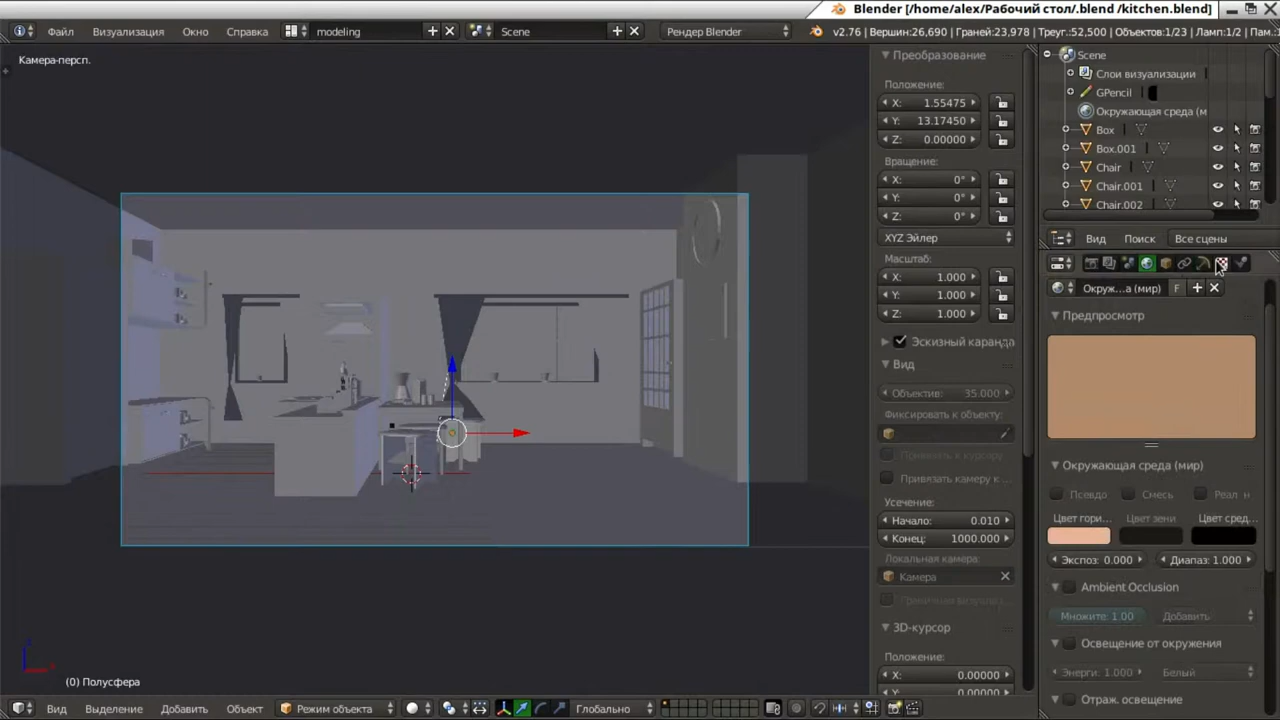 Blender [/home/alex/Рабочий стол/.blend /kitchen.blend]
Файл Визуализация Окно Справка modeling Scene Рендер Blender v2.76 | Вершин:26,690 | Граней:23,978 | Треуг.:52,500 | Объектов:1/23 | Ламп:1/2 | Пам.:1
Камера-персп.
Преобразование
Положение:
X: 1.55475
Y: 13.17450
Z: 0.00000
Вращение:
X: 0°
Y: 0°
Z: 0°
XYZ Эйлер
Масштаб:
X: 1.000
Y: 1.000
Z: 1.000
Эскизный каранда
Вид
Объектив: 35.000
Фиксировать к объекту:
Привязать камеру к
Усечение:
Начало: 0.010
Конец: 1000.000
Локальная камера:
Камера
3D-курсор
Положение:
X: 0.00000
Scene
Слои визуализации
GPencil
Окружающая среда (м
Box
Box.001
Chair
Chair.001
Chair.002
Вид Поиск Все сцены
Окруж...а (мир) F
Предпросмотр
Окружающая среда (мир)
Псевдо Смесь Реал н
Цвет гори... Цвет зени Цвет сред...
Экспоз: 0.000 Диапаз: 1.000
Ambient Occlusion
Множите: 1.00 Добавить
Освещение от окружения
Энерги: 1.000 Белый
Отраж. освещение
(0) Полусфера
Вид Выделение Добавить Объект Режим объекта Глобально